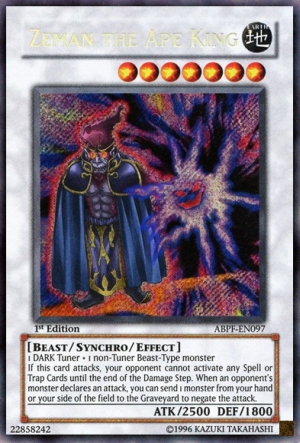 Zeman the Ape King
EARTH
地
1st Edition
ABPF-EN097
[Beast/Synchro/Effect]
1 DARK Tuner + 1 non-Tuner Beast-Type monster
If this card attacks, your opponent cannot activate any Spell or
Trap Cards until the end of the Damage Step. When an opponent's
monster declares an attack, you can send 1 monster from your hand
or your side of the field to the Graveyard to negate the attack.
ATK/2500 DEF/1800
22858242
©1996 KAZUKI TAKAHASHI